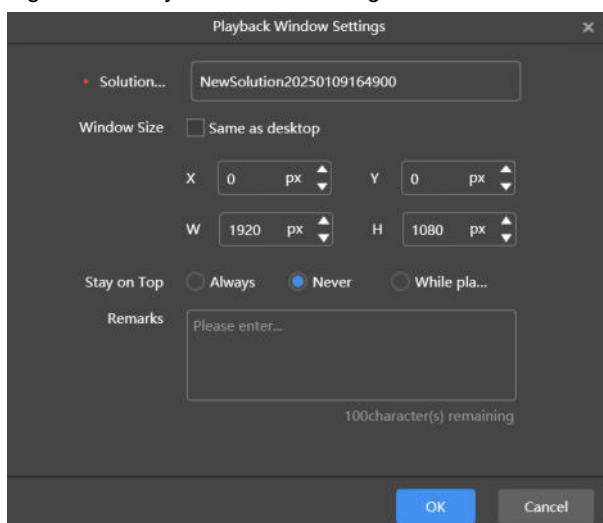 Playback Window Settings
Solution... NewSolution20250109164900
Window Size Same as desktop
X 0 px Y 0 px
W 1920 px H 1080 px
Stay on Top Always Never While pla...
Remarks Please enter...
100character(s) remaining
OK Cancel